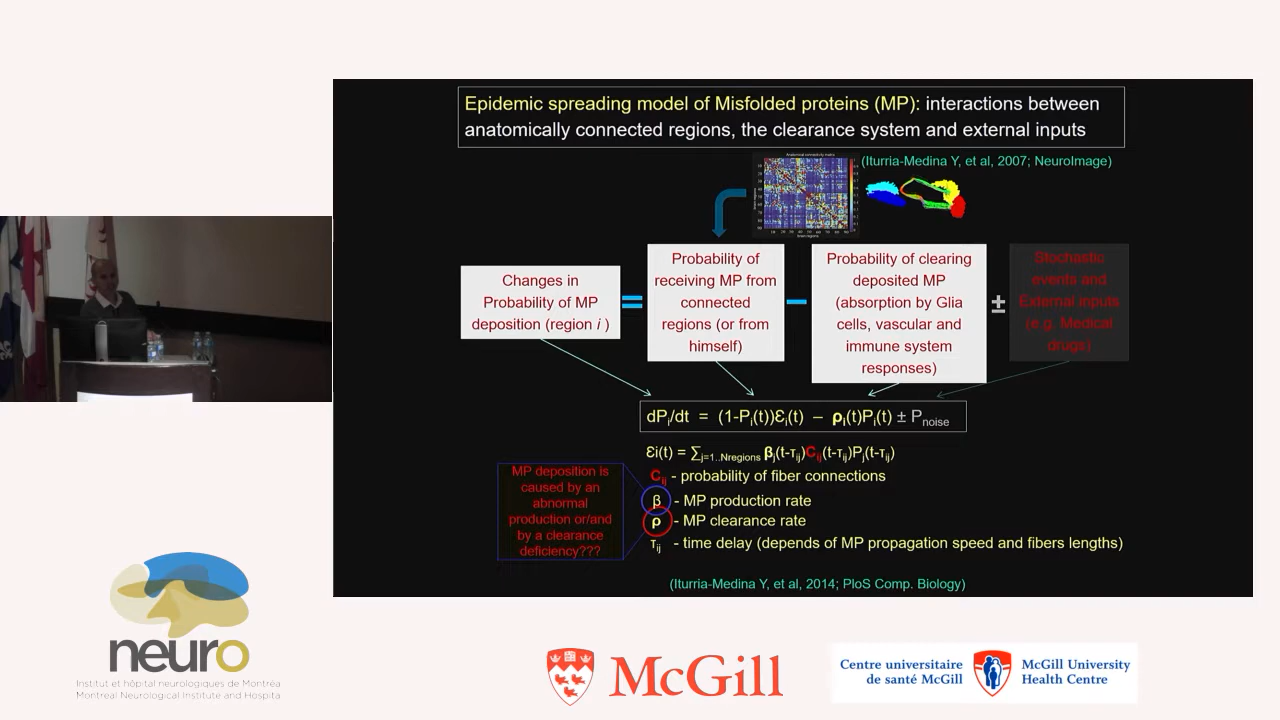 Epidemic spreading model of Misfolded proteins (MP): interactions between
anatomically connected regions, the clearance system and external inputs
(Iturria-Medina Y, et al, 2007; NeuroImage)
Changes in
Probability of MP
deposition (region i )
=
Probability of
receiving MP from
connected
regions (or from
himself)
−
Probability of clearing
deposited MP
(absorption by Glia
cells, vascular and
immune system
responses)
±
Stochastic
events and
External inputs
(e.g. Medical
drugs)
dPi/dt = (1-Pi(t))Ɛi(t) − ρi(t)Pi(t) ± Pnoise
Ɛi(t) = ∑j=1..Nregions βj(t-τij)Cij(t-τij)Pj(t-τij)
Cij - probability of fiber connections
β - MP production rate
ρ - MP clearance rate
τij - time delay (depends of MP propagation speed and fibers lengths)
MP deposition is
caused by an
abnormal
production or/and
by a clearance
deficiency???
(Iturria-Medina Y, et al, 2014; PloS Comp. Biology)
neuro
Institut et hôpital neurologiques de Montréa
Montreal Neurological Institute and Hospita
McGill
Centre universitaire
de santé McGill
McGill University
Health Centre